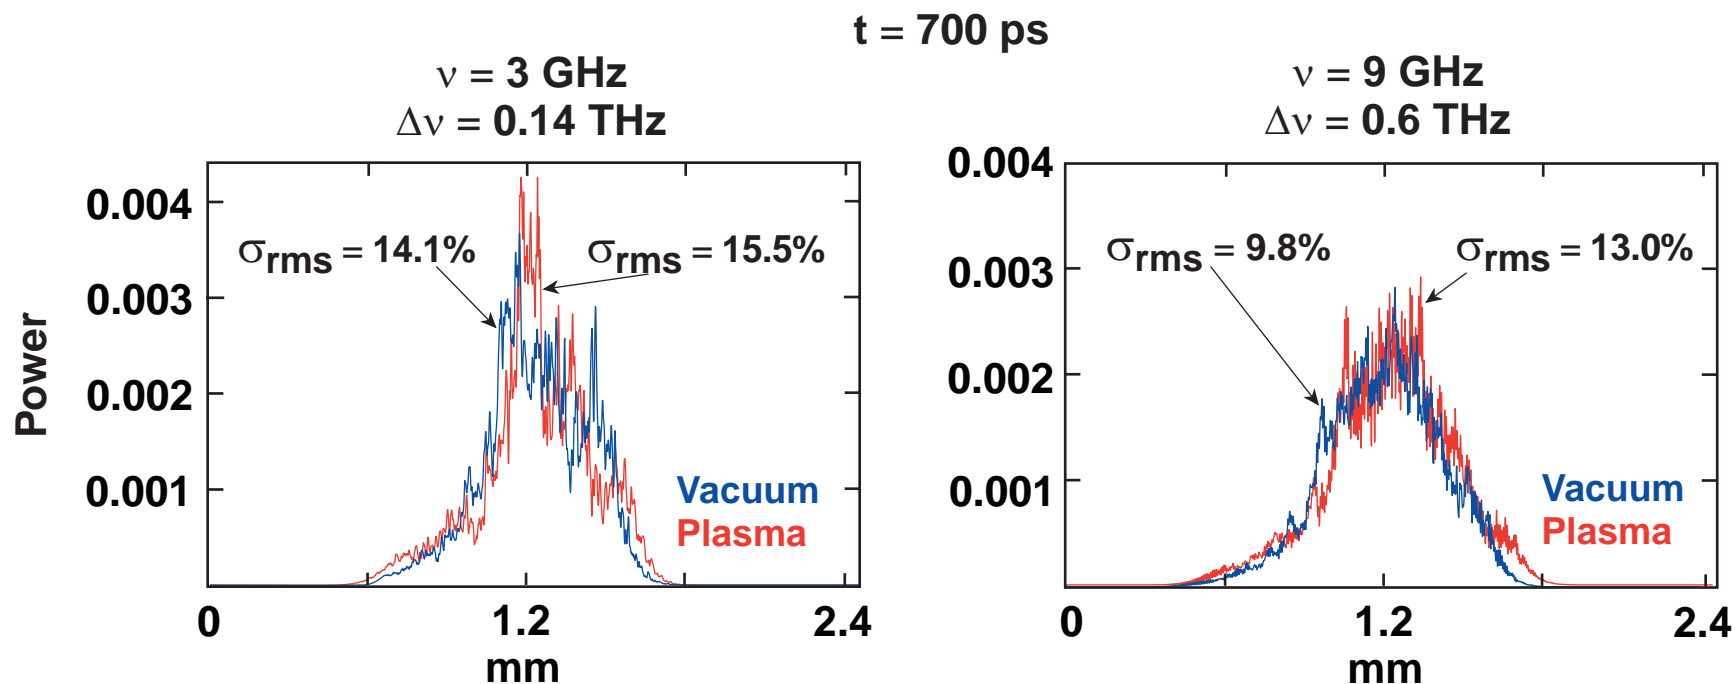 t = 700 ps
ν = 3 GHz
Δν = 0.14 THz
0.004
0.003
0.002
0.001
Power
σrms = 14.1%
σrms = 15.5%
Vacuum
Plasma
0
1.2
2.4
mm
ν = 9 GHz
Δν = 0.6 THz
0.004
0.003
0.002
0.001
σrms = 9.8%
σrms = 13.0%
Vacuum
Plasma
0
1.2
2.4
mm